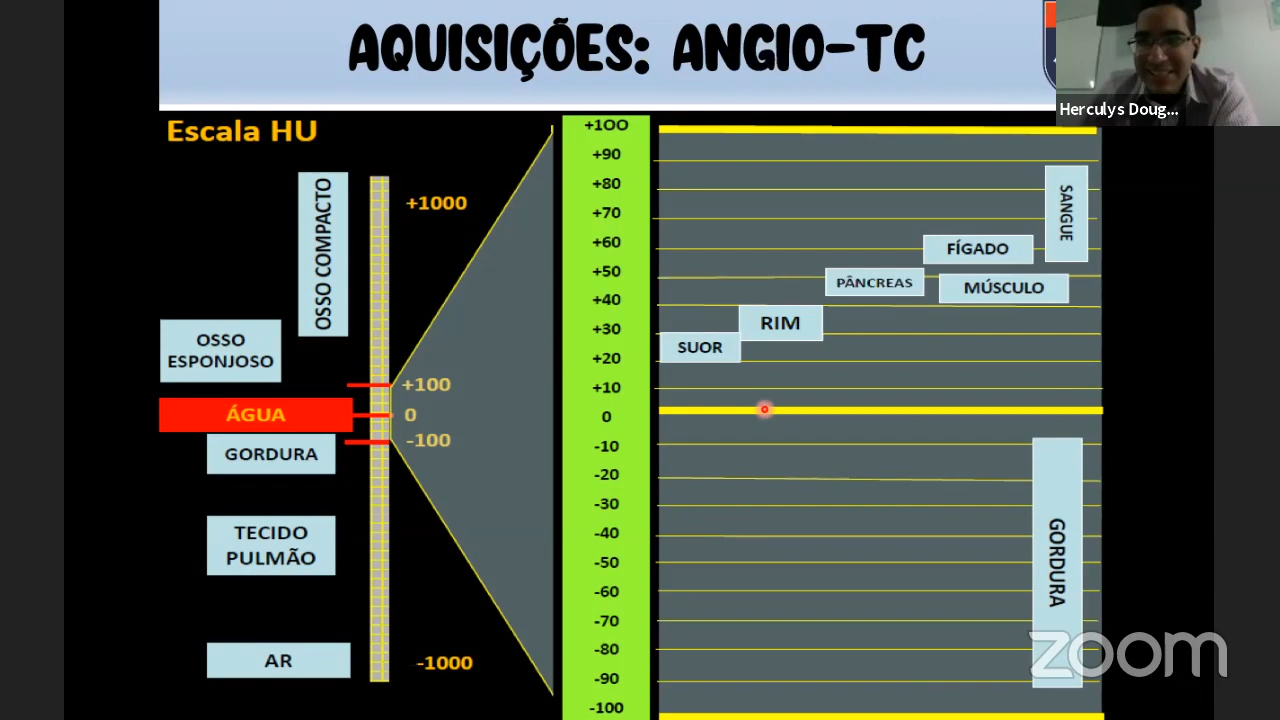 AQUISIÇÕES: ANGIO-TC
Herculys Doug...
Escala HU
OSSO COMPACTO
+1000
OSSO
ESPONJOSO
+100
ÁGUA
0
-100
GORDURA
TECIDO
PULMÃO
AR
-1000
+1OO
+90
+80
+70
+60
+50
+40
+30
+20
+10
0
-10
-20
-30
-40
-50
-60
-70
-80
-90
-100
SANGUE
FÍGADO
PÂNCREAS
MÚSCULO
RIM
SUOR
GORDURA
zoom